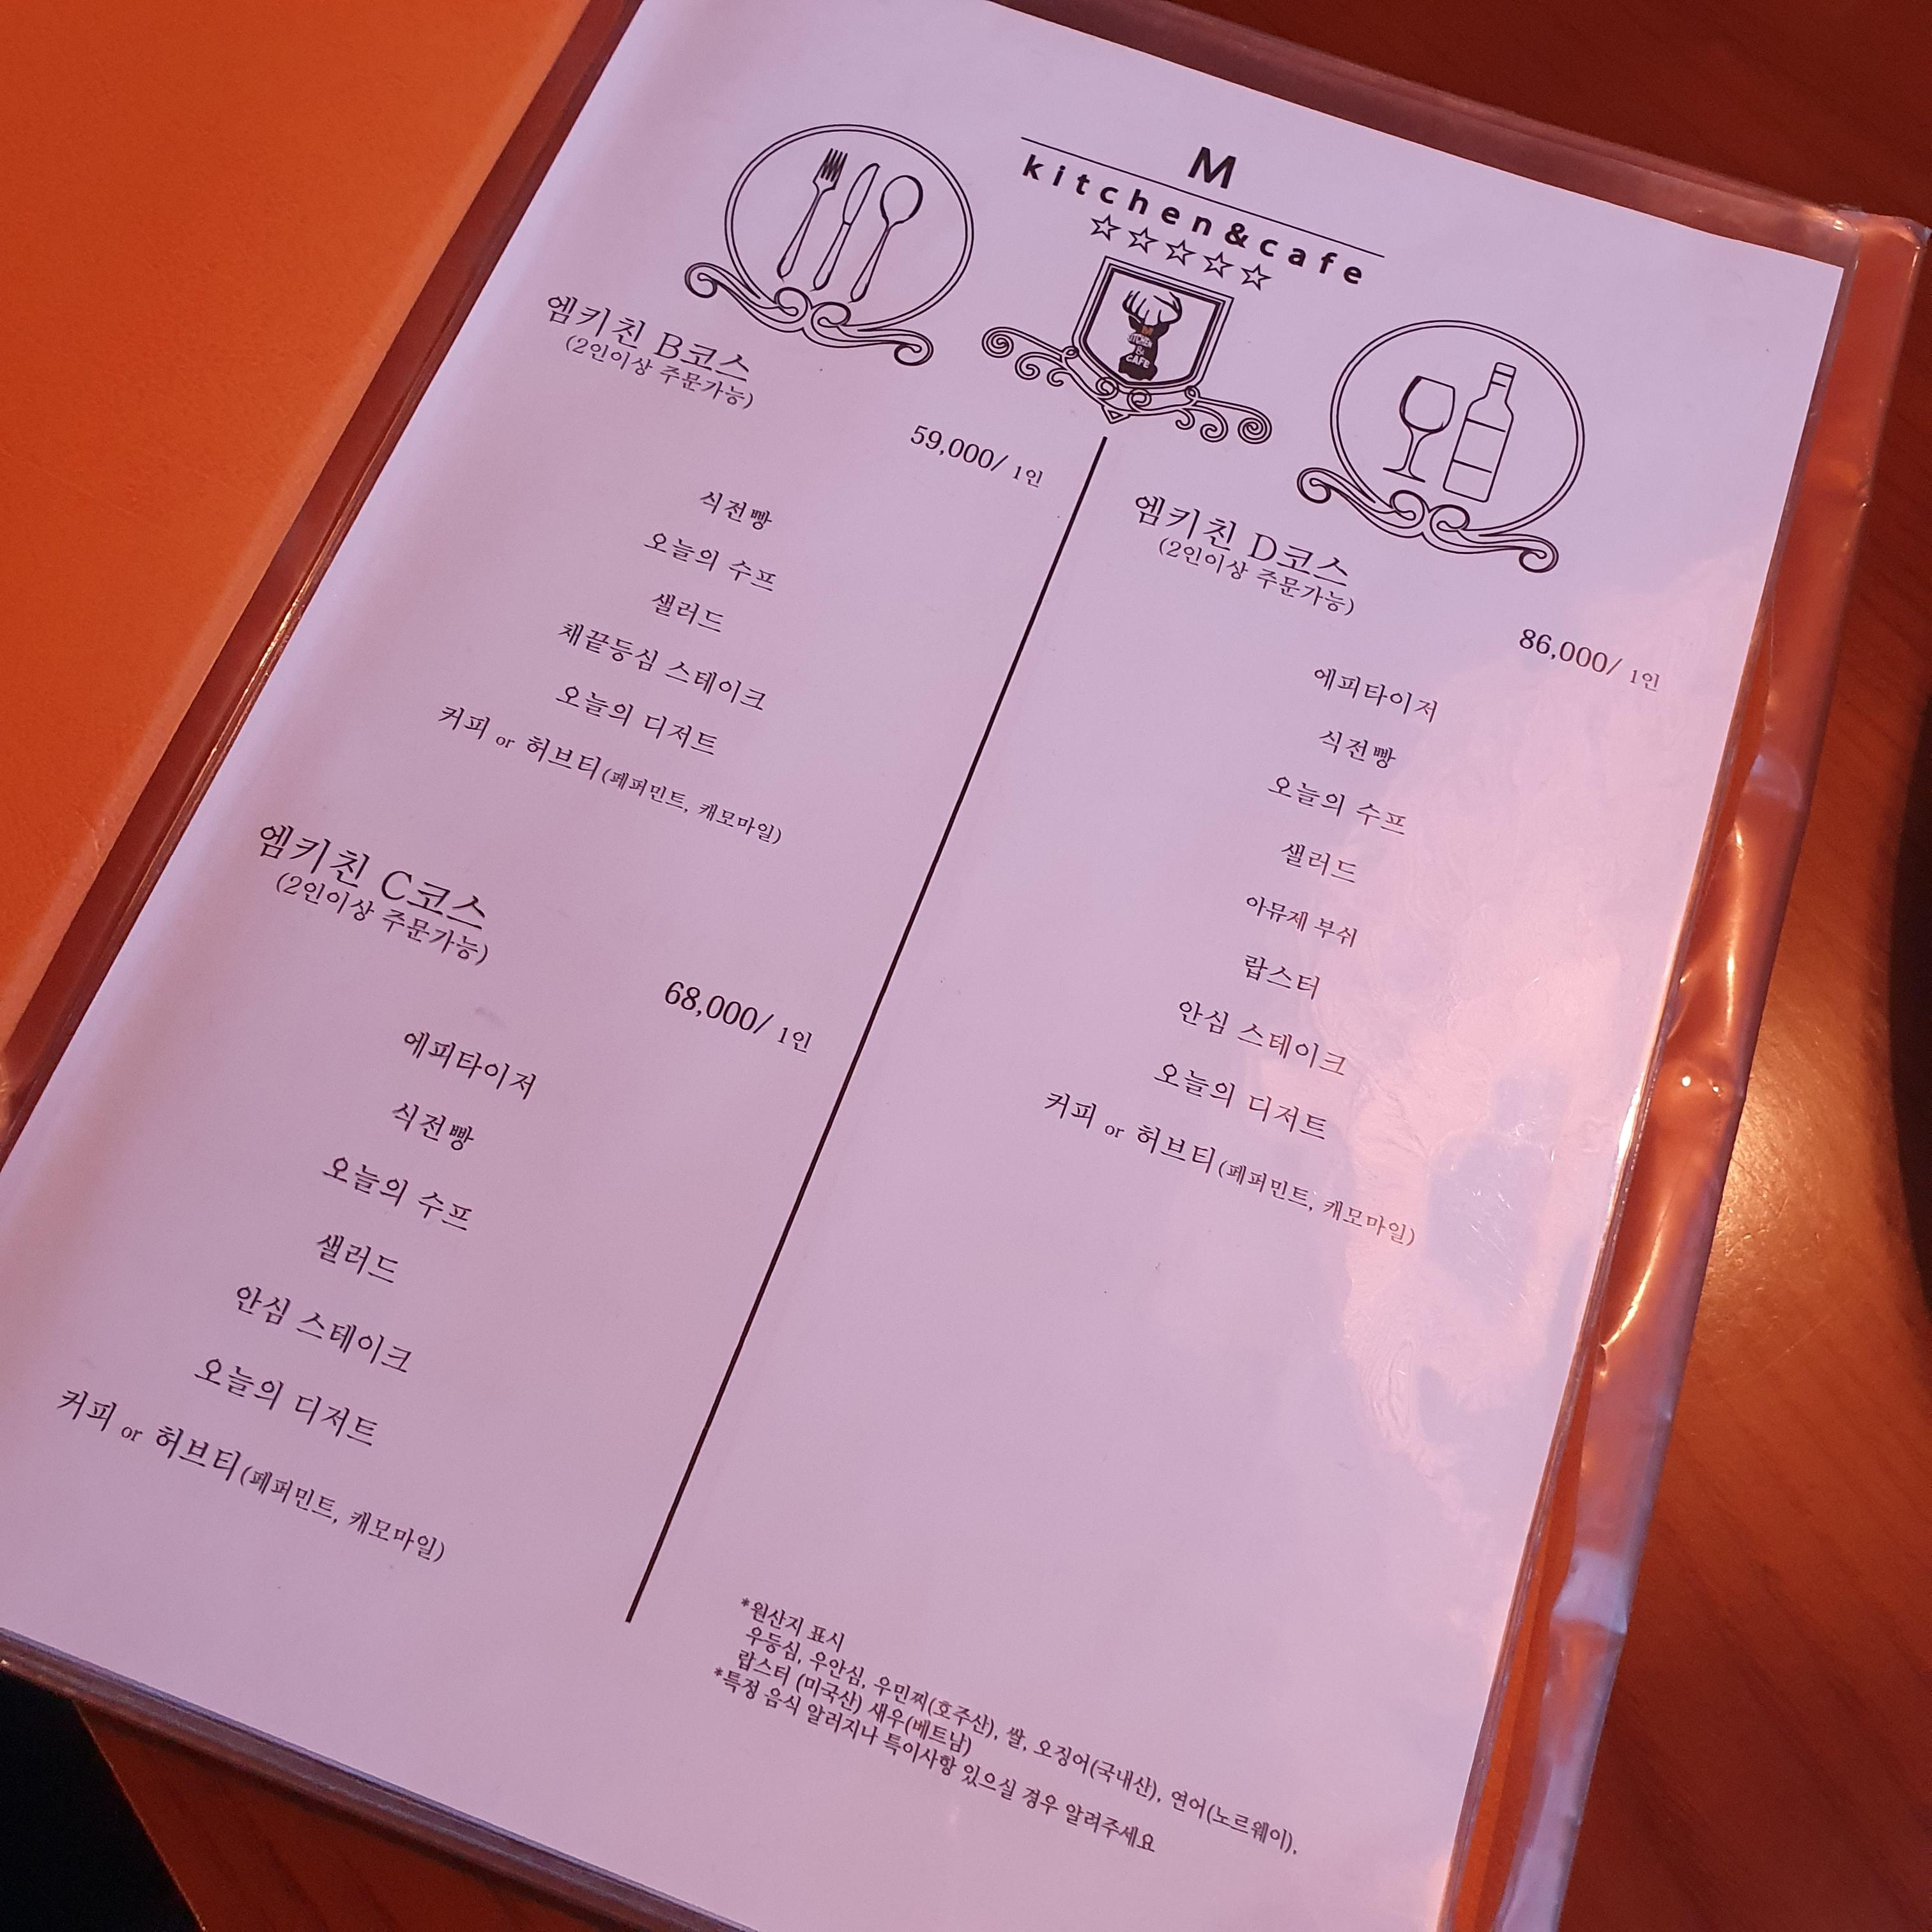 M
kitchen&cafe
M
KITCHEN
&
CAFE
엠키친 B코스
(2인이상 주문가능)
59,000/ 1인
식전빵
오늘의 수프
샐러드
채끝등심 스테이크
오늘의 디저트
커피 or 허브티(페퍼민트, 캐모마일)
엠키친 C코스
(2인이상 주문가능)
68,000/ 1인
에피타이저
식전빵
오늘의 수프
샐러드
안심 스테이크
오늘의 디저트
커피 or 허브티(페퍼민트, 캐모마일)
엠키친 D코스
(2인이상 주문가능)
86,000/ 1인
에피타이저
식전빵
오늘의 수프
샐러드
아뮤제 부쉬
랍스터
안심 스테이크
오늘의 디저트
커피 or 허브티(페퍼민트, 캐모마일)
*원산지 표시
우등심, 우안심, 우민찌(호주산), 쌀, 오징어(국내산), 연어(노르웨이),
랍스터 (미국산) 새우(베트남)
*특정 음식 알러지나 특이사항 있으실 경우 알려주세요